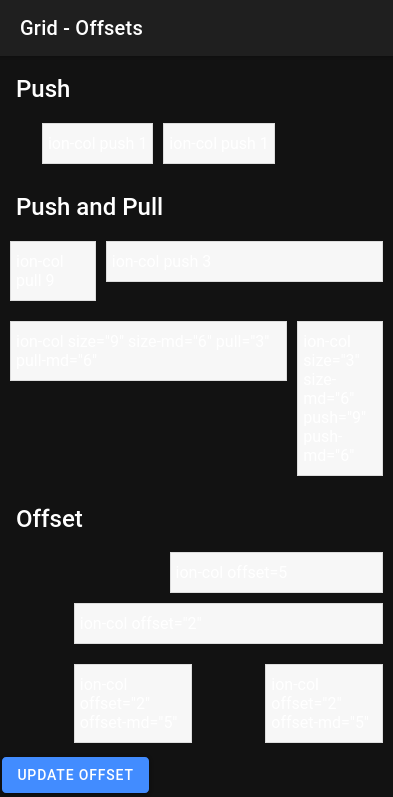 Grid - Offsets
Push
ion-col push 1
ion-col push 1
Push and Pull
ion-col
pull 9
ion-col push 3
ion-col size="9" size-md="6" pull="3"
pull-md="6"
ion-col
size="3"
size-
md="6"
push="9"
push-
md="6"
Offset
ion-col offset=5
ion-col offset="2"
ion-col
offset="2"
offset-md="5"
ion-col
offset="2"
offset-md="5"
UPDATE OFFSET